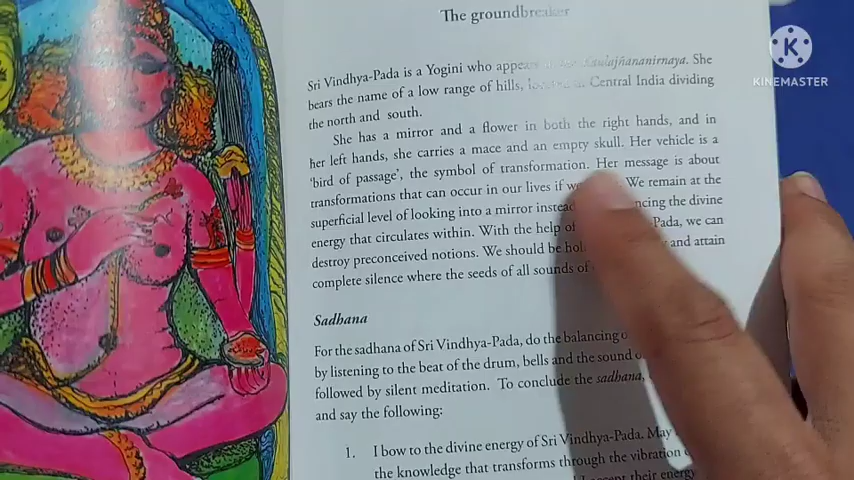 The groundbreaker
KINEMASTER
Sri Vindhya-Pada is a Yogini who appears Kaulajñananirnaya. She
bears the name of a low range of hills, located in Central India dividing
the north and south.
She has a mirror and a flower in both the right hands, and in
her left hands, she carries a mace and an empty skull. Her vehicle is a
'bird of passage', the symbol of transformation. Her message is about
transformations that can occur in our lives if We remain at the
superficial level of looking into a mirror the divine
energy that circulates within. With the help of Pada, we can
destroy preconceived notions. We should be and attain
complete silence where the seeds of all sounds
Sadhana
For the sadhana of Sri Vindhya-Pada, do the balancing
by listening to the beat of the drum, bells and the sound
followed by silent meditation. To conclude the sadhana,
and say the following:
1. I bow to the divine energy of Sri Vindhya-Pada. May
the knowledge that transforms through the vibration
their energy